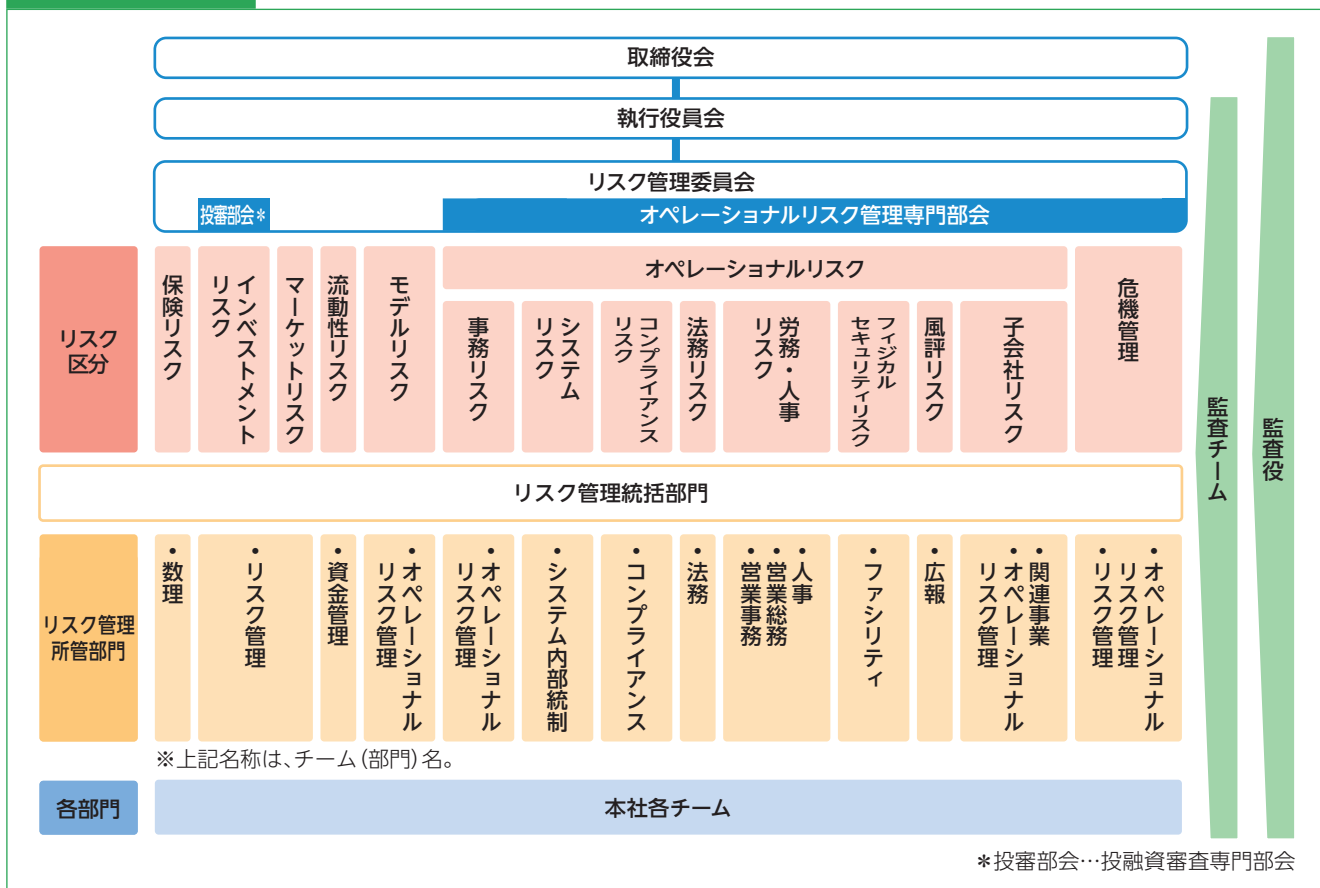 取締役会
執行役員会
リスク管理委員会
投審部会*
オペレーショナルリスク管理専門部会
リスク
区分
保険リスク
インベストメント
リスク
マーケットリスク
流動性リスク
モデルリスク
オペレーショナルリスク
事務リスク
システム
リスク
コンプライアンス
リスク
法務リスク
労務・人事
リスク
フィジカル
セキュリティリスク
風評リスク
子会社リスク
危機管理
リスク管理統括部門
リスク管理
所管部門
・数理
・リスク管理
・資金管理
・オペレーショナル
リスク管理
・オペレーショナル
リスク管理
・システム内部統制
・コンプライアンス
・法務
・人事
・営業総務
・営業事務
・ファシリティ
・広報
・関連事業
・オペレーショナル
リスク管理
・オペレーショナル
リスク管理
・リスク管理
※上記名称は、チーム(部門)名。
各部門
本社各チーム
監査チーム
監査役
*投審部会…投融資審査専門部会